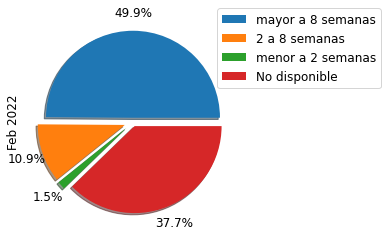 49.9%
mayor a 8 semanas
2 a 8 semanas
menor a 2 semanas
No disponible
Feb 2022
10.9%
1.5%
37.7%